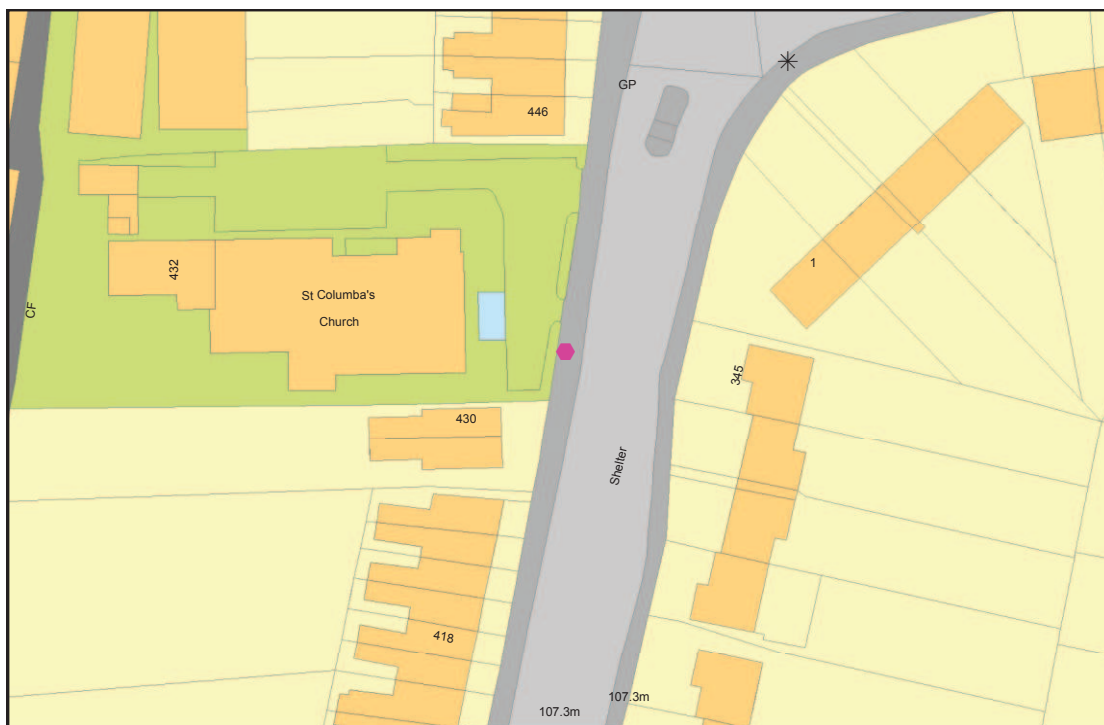 GP
446
432
St Columba's
Church
1
CF
345
430
Shelter
418
107.3m
107.3m